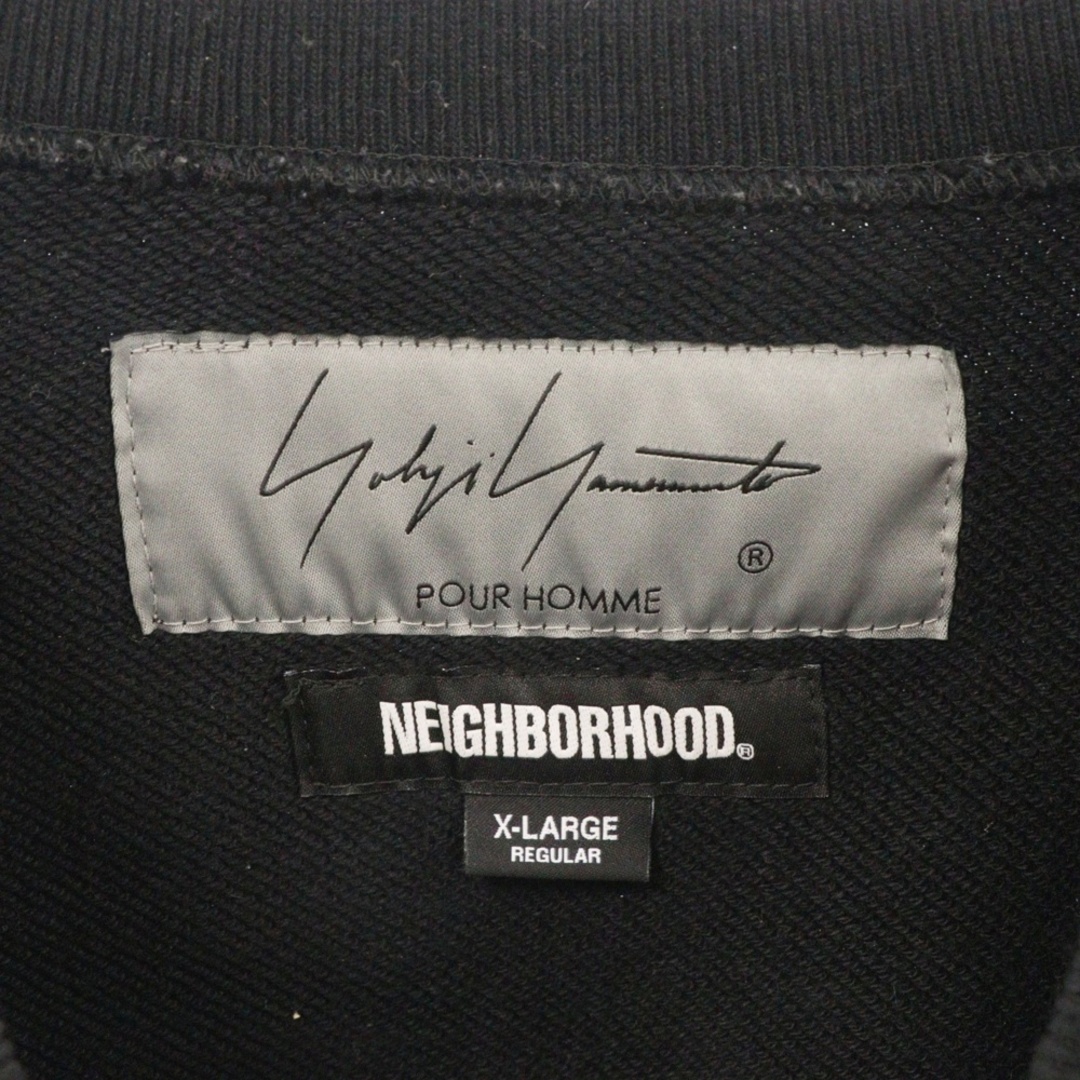 Yohji Yamamoto
®
POUR HOMME
NEIGHBORHOOD®
X-LARGE
REGULAR